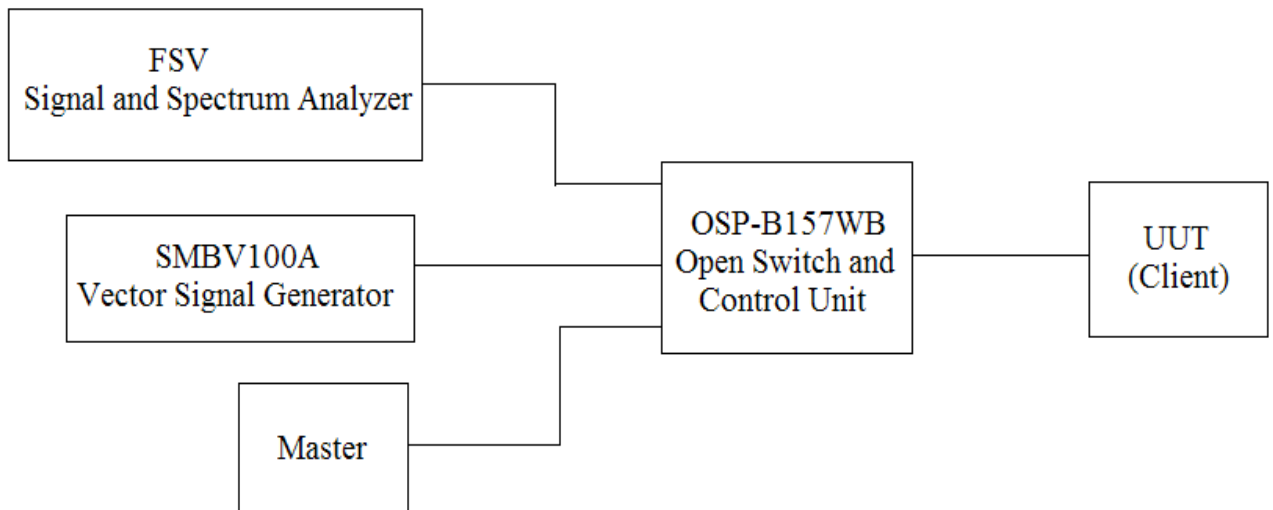 FSV
Signal and Spectrum Analyzer
SMBV100A
Vector Signal Generator
Master
OSP-B157WB
Open Switch and
Control Unit
UUT
(Client)